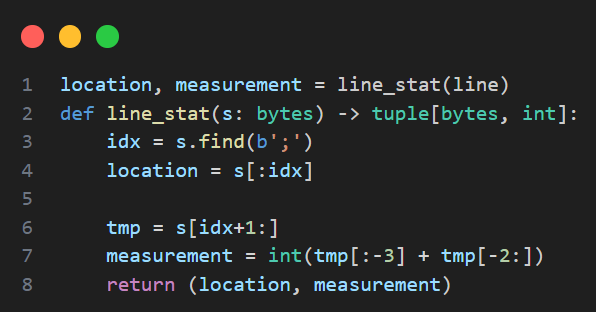 1 location, measurement = line_stat(line)
2 def line_stat(s: bytes) -> tuple[bytes, int]:
3     idx = s.find(b';')
4     location = s[:idx]
5
6     tmp = s[idx+1:]
7     measurement = int(tmp[:-3] + tmp[-2:])
8     return (location, measurement)